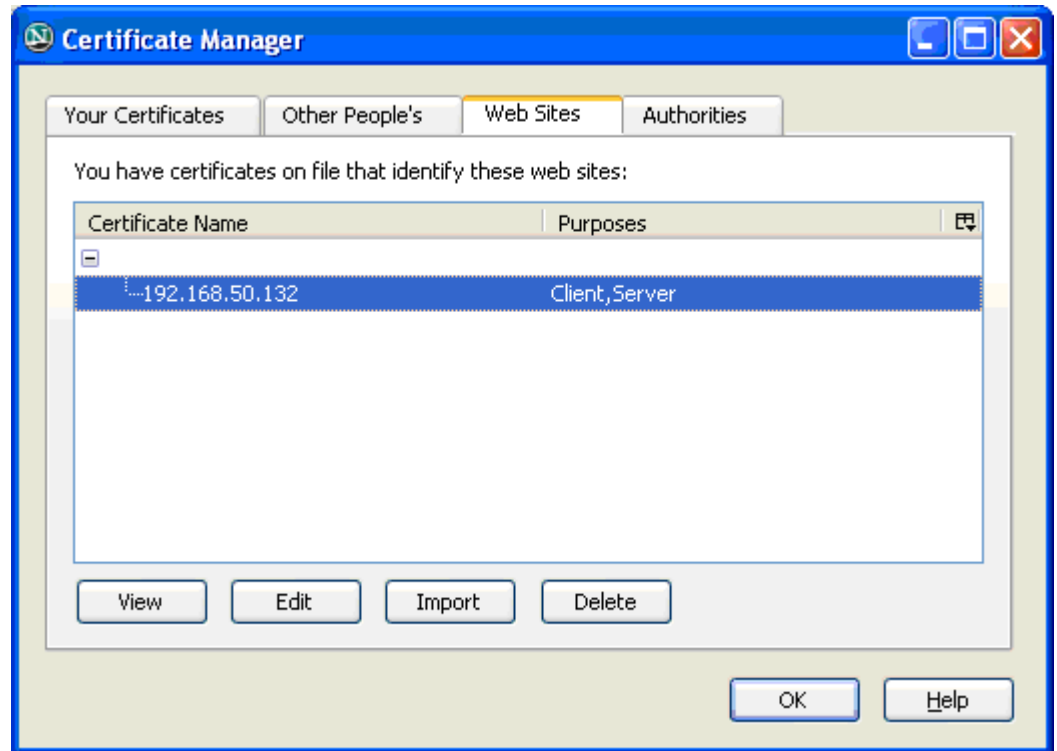 Certificate Manager
Your Certificates Other People's Web Sites Authorities
You have certificates on file that identify these web sites:
Certificate Name Purposes
192.168.50.132 Client,Server
View Edit Import Delete
OK Help